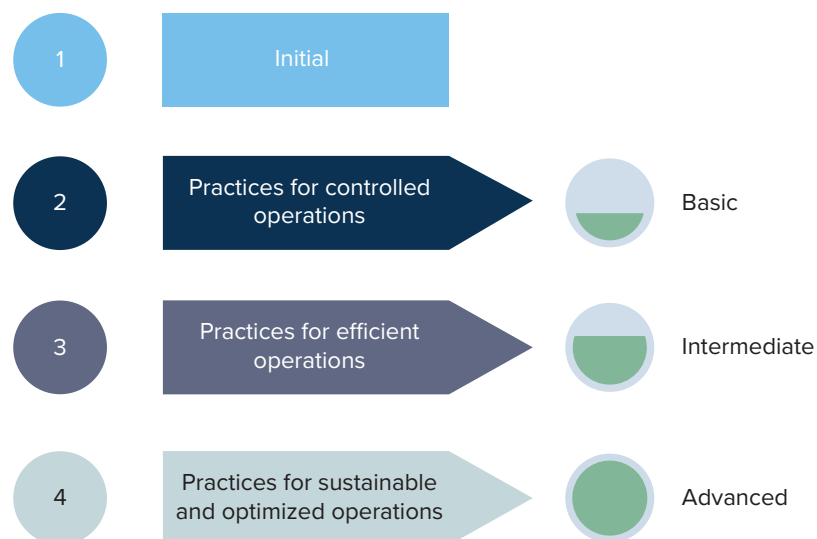 1
Initial
2
Practices for controlled
operations
Basic
3
Practices for efficient
operations
Intermediate
4
Practices for sustainable
and optimized operations
Advanced